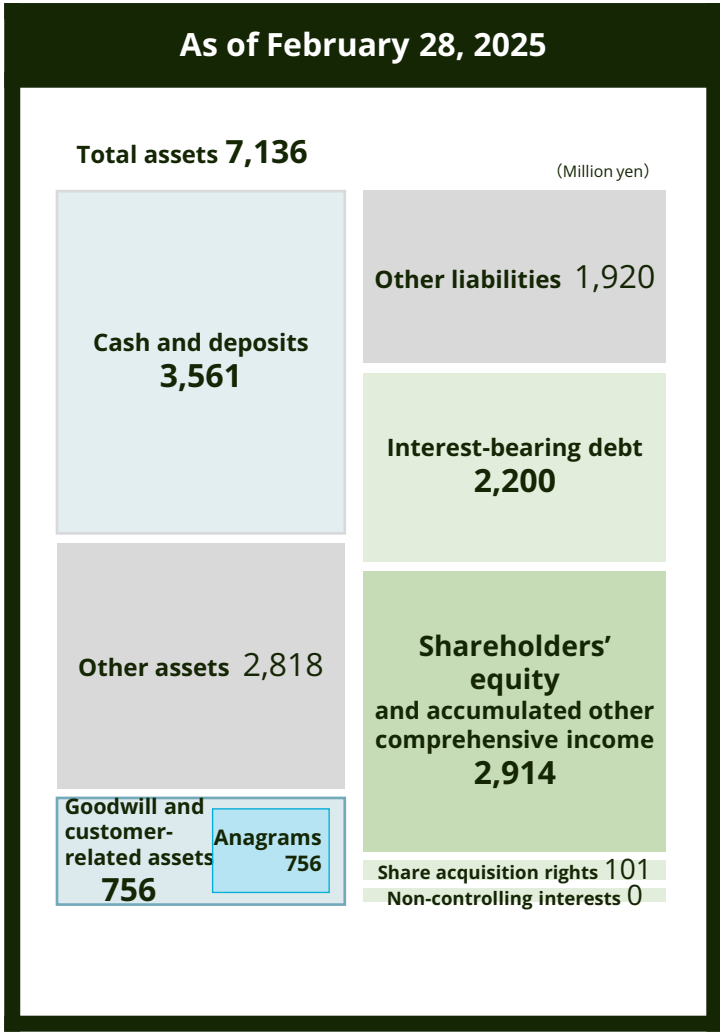 As of February 28, 2025
Total assets 7,136
（Million yen）
Cash and deposits
3,561
Other assets 2,818
Goodwill and
customer-
related assets
756
Anagrams
756
Other liabilities 1,920
Interest-bearing debt
2,200
Shareholders’
equity
and accumulated other
comprehensive income
2,914
Share acquisition rights 101
Non-controlling interests 0